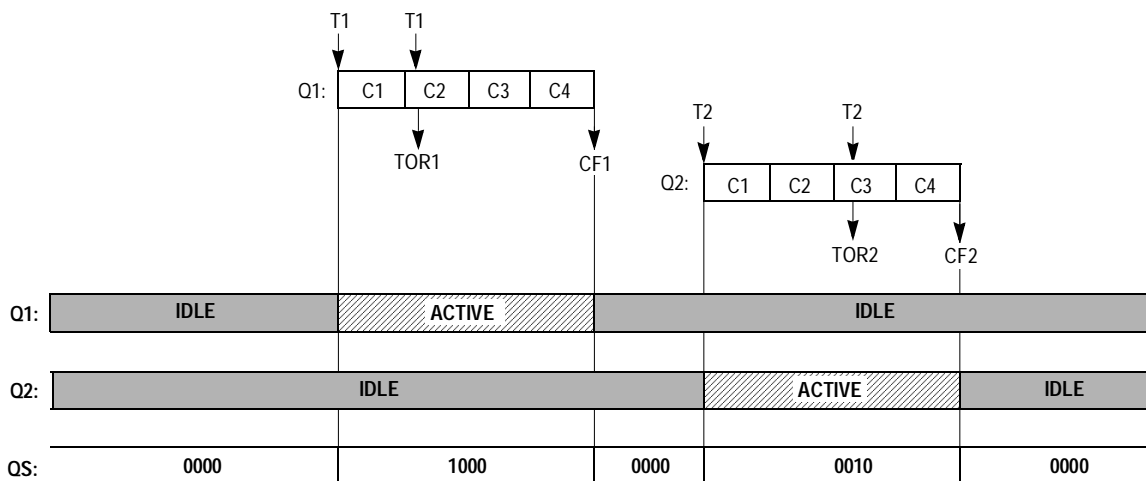 T1 T1
Q1: C1 C2 C3 C4
T2 T2
TOR1 CF1
Q2: C1 C2 C3 C4
TOR2 CF2
Q1: IDLE ACTIVE IDLE
Q2: IDLE ACTIVE IDLE
QS: 0000 1000 0000 0010 0000